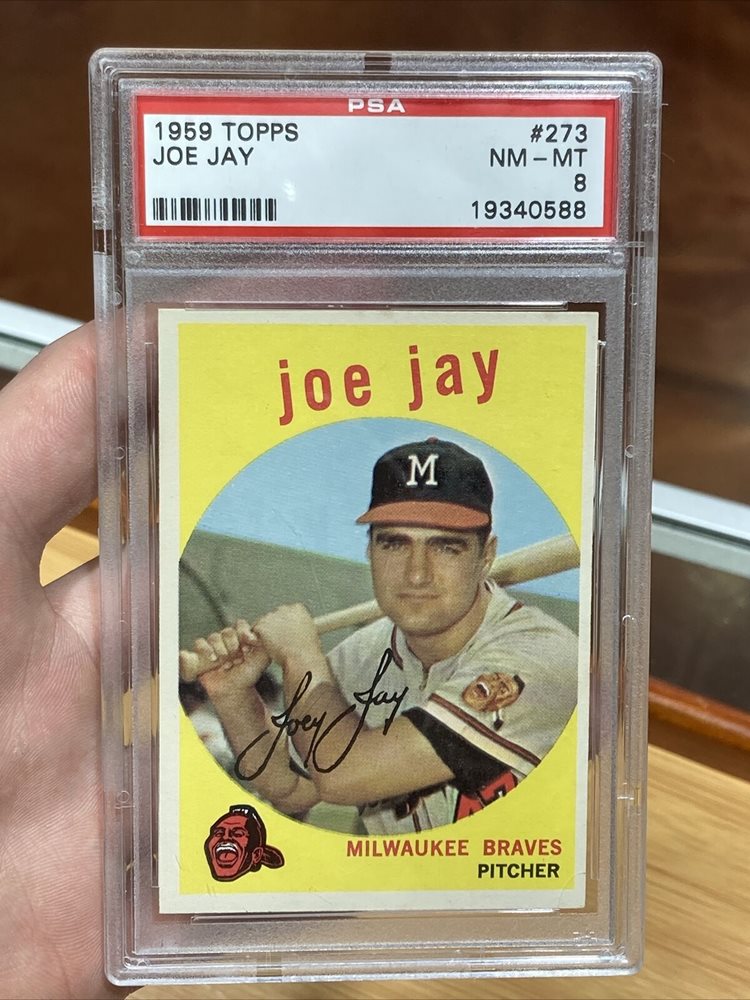 PSA
1959 TOPPS #273
JOE JAY NM - MT
8
19340588
joe jay
M
Joey Jay
MILWAUKEE BRAVES
PITCHER